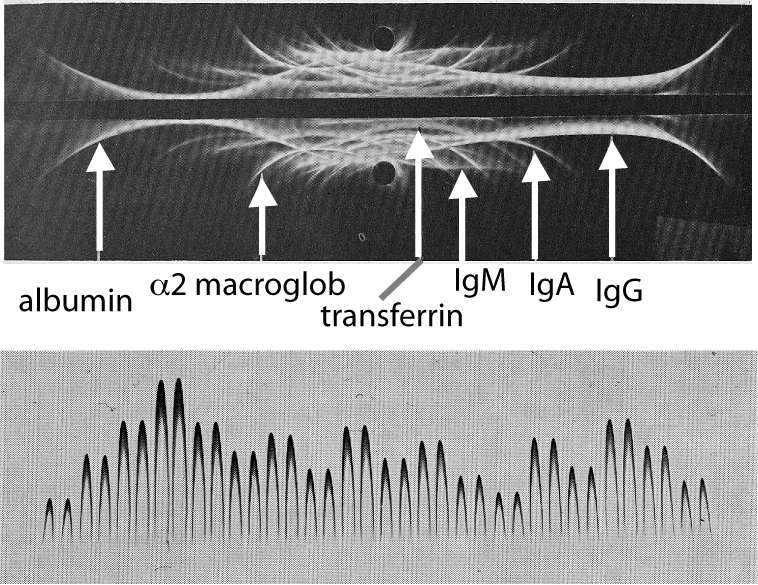 albumin
α2 macroglob
transferrin
IgM
IgA
IgG